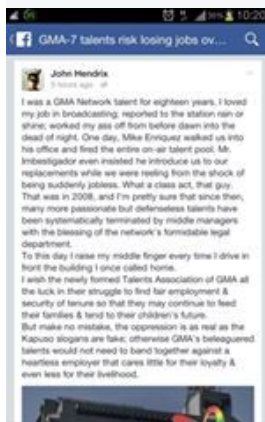 10:20
GMA-7 talents risk losing jobs ov...
John Hendrix
5 hours ago
I was a GMA Network talent for eighteen years. I loved
my job in broadcasting; reported to the station rain or
shine; worked my ass off from before dawn into the
dead of night. One day, Mike Enriquez walked us into
his office and fired the entire on-air talent pool. Mr.
Imbestigador even insisted he introduce us to our
replacements while we were reeling from the shock of
being suddenly jobless. What a class act, that guy.
That was in 2008, and I'm pretty sure that since then,
many more passionate but defenseless talents have
been systematically terminated by middle managers
with the blessing of the network's formidable legal
department.
To this day I raise my middle finger every time I drive in
front the building I once called home.
I wish the newly formed Talents Association of GMA all
the luck in their struggle to find fair employment &
security of tenure so that they may continue to feed
their families & tend to their children's future.
But make no mistake, the oppression is as real as the
Kapuso slogans are fake; otherwise GMA's beleaguered
talents would not need to band together against a
heartless employer that cares little for their loyalty &
even less for their livelihood.